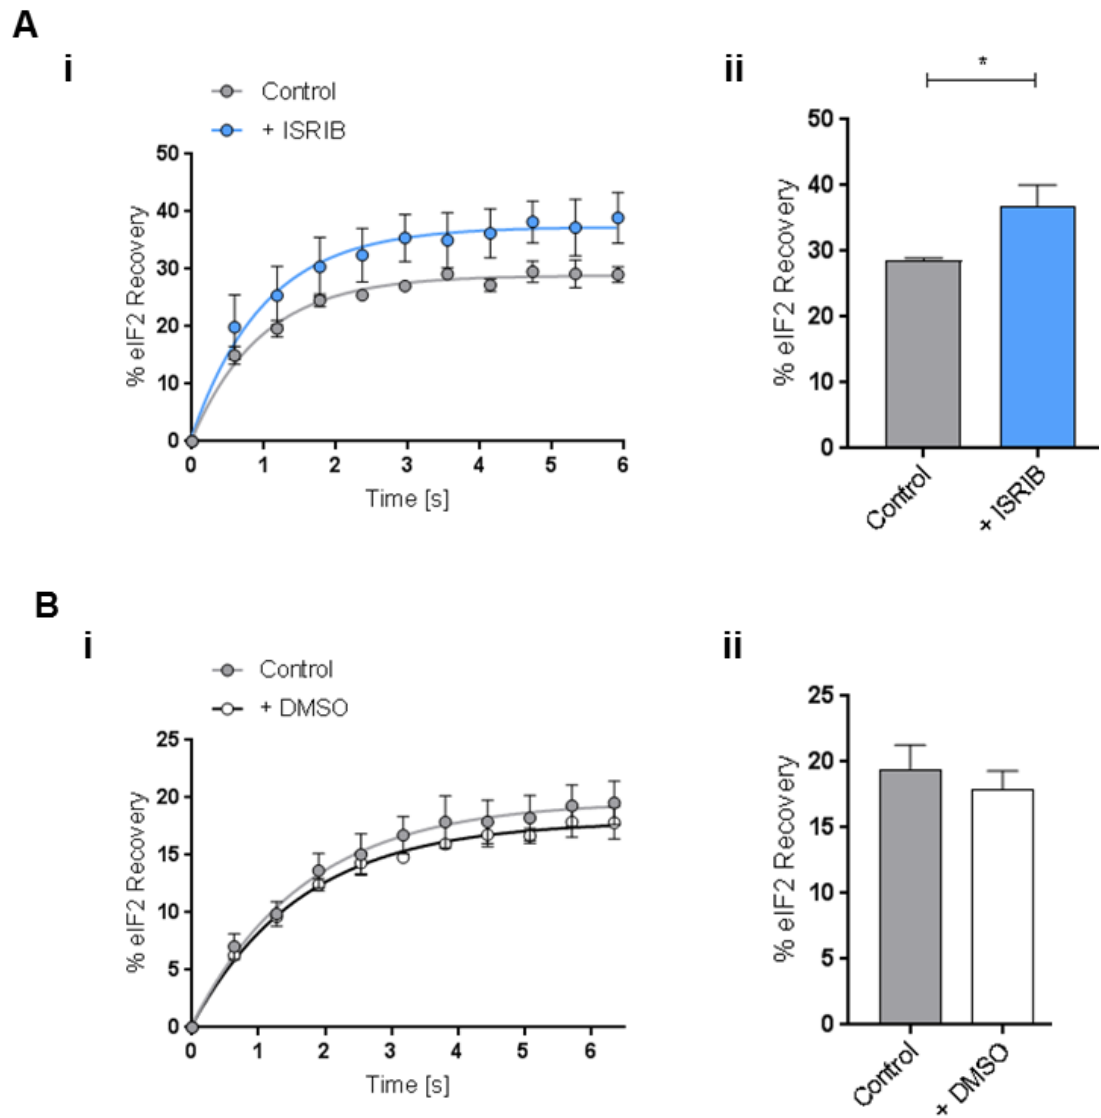 A
i
Control
+ ISRIB
50
40
30
20
10
0
% eIF2 Recovery
0 1 2 3 4 5 6
Time [s]
ii
*
50
40
30
20
10
0
% eIF2 Recovery
Control
+ ISRIB
B
i
Control
+ DMSO
25
20
15
10
5
0
% eIF2 Recovery
0 1 2 3 4 5 6
Time [s]
ii
25
20
15
10
5
0
% eIF2 Recovery
Control
+ DMSO